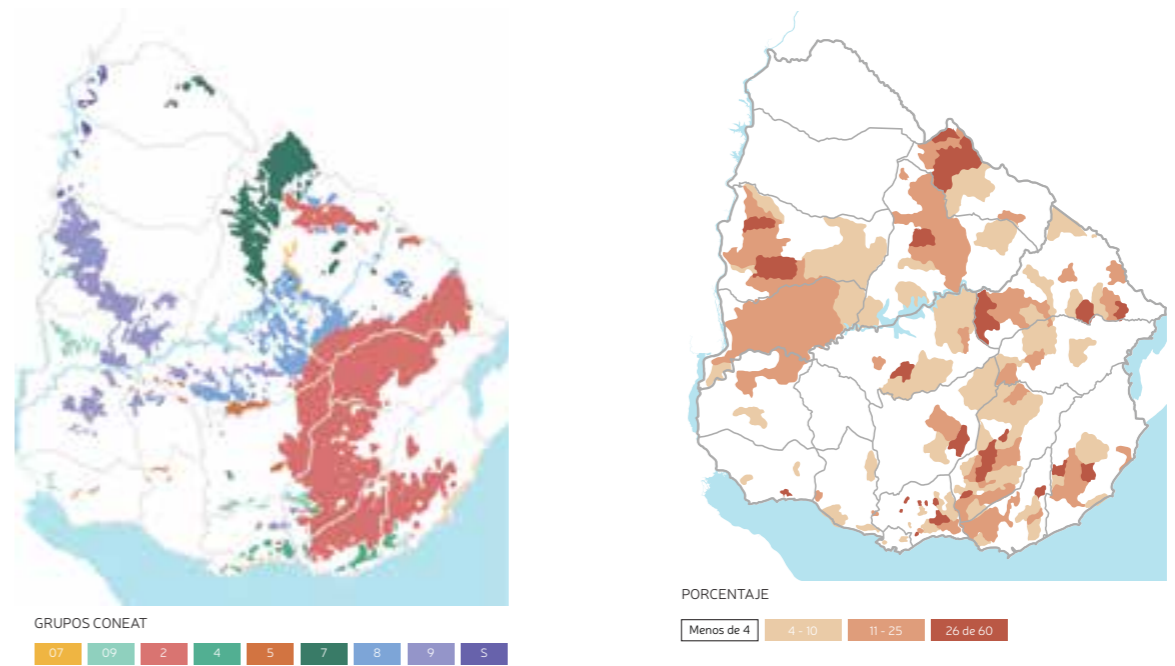 GRUPOS CONEAT
07 09 2 4 5 7 8 9 S
PORCENTAJE
Menos de 4 4 - 10 11 - 25 26 de 60